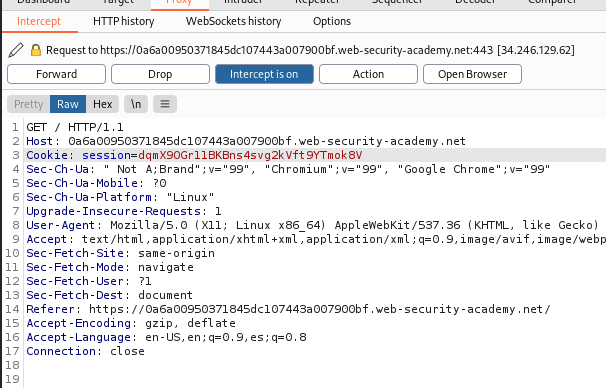 Dashboard Target Proxy Intruder Repeater Sequencer Decoder Comparer
Intercept HTTP history WebSockets history Options
Request to https://0a6a00950371845dc107443a007900bf.web-security-academy.net:443 [34.246.129.62]
Forward Drop Intercept is on Action Open Browser
Pretty Raw Hex \n
1 GET / HTTP/1.1
2 Host: 0a6a00950371845dc107443a007900bf.web-security-academy.net
3 Cookie: session=dqmX9OGrl1BKBns4svg2kVft9YTmok8V
4 Sec-Ch-Ua: " Not A;Brand";v="99", "Chromium";v="99", "Google Chrome";v="99"
5 Sec-Ch-Ua-Mobile: ?0
6 Sec-Ch-Ua-Platform: "Linux"
7 Upgrade-Insecure-Requests: 1
8 User-Agent: Mozilla/5.0 (X11; Linux x86_64) AppleWebKit/537.36 (KHTML, like Gecko)
9 Accept: text/html,application/xhtml+xml,application/xml;q=0.9,image/avif,image/webp
10 Sec-Fetch-Site: same-origin
11 Sec-Fetch-Mode: navigate
12 Sec-Fetch-User: ?1
13 Sec-Fetch-Dest: document
14 Referer: https://0a6a00950371845dc107443a007900bf.web-security-academy.net/
15 Accept-Encoding: gzip, deflate
16 Accept-Language: en-US,en;q=0.9,es;q=0.8
17 Connection: close
18
19